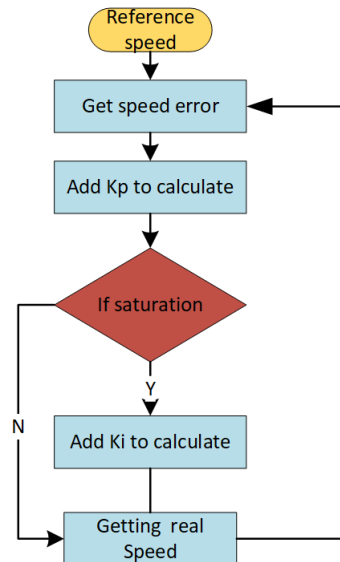 Reference
speed
Get speed error
Add Kp to calculate
If saturation
Y
N
Add Ki to calculate
Getting real
Speed